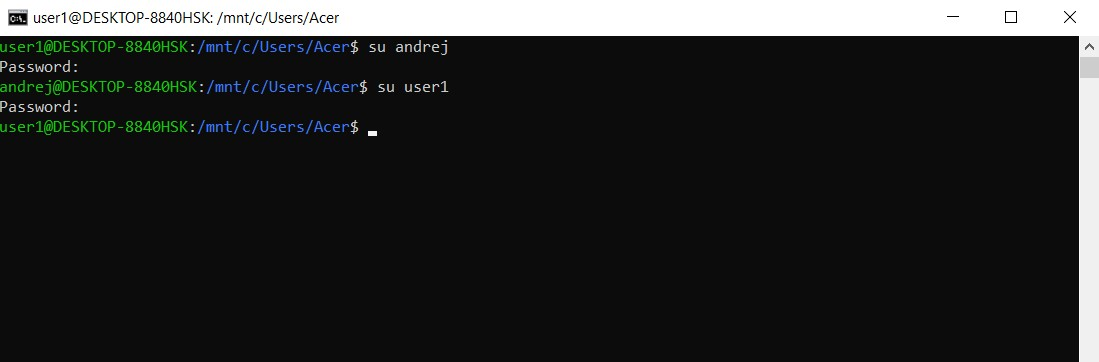 user1@DESKTOP-8840HSK: /mnt/c/Users/Acer
user1@DESKTOP-8840HSK:/mnt/c/Users/Acer$ su andrej
Password:
andrej@DESKTOP-8840HSK:/mnt/c/Users/Acer$ su user1
Password:
user1@DESKTOP-8840HSK:/mnt/c/Users/Acer$